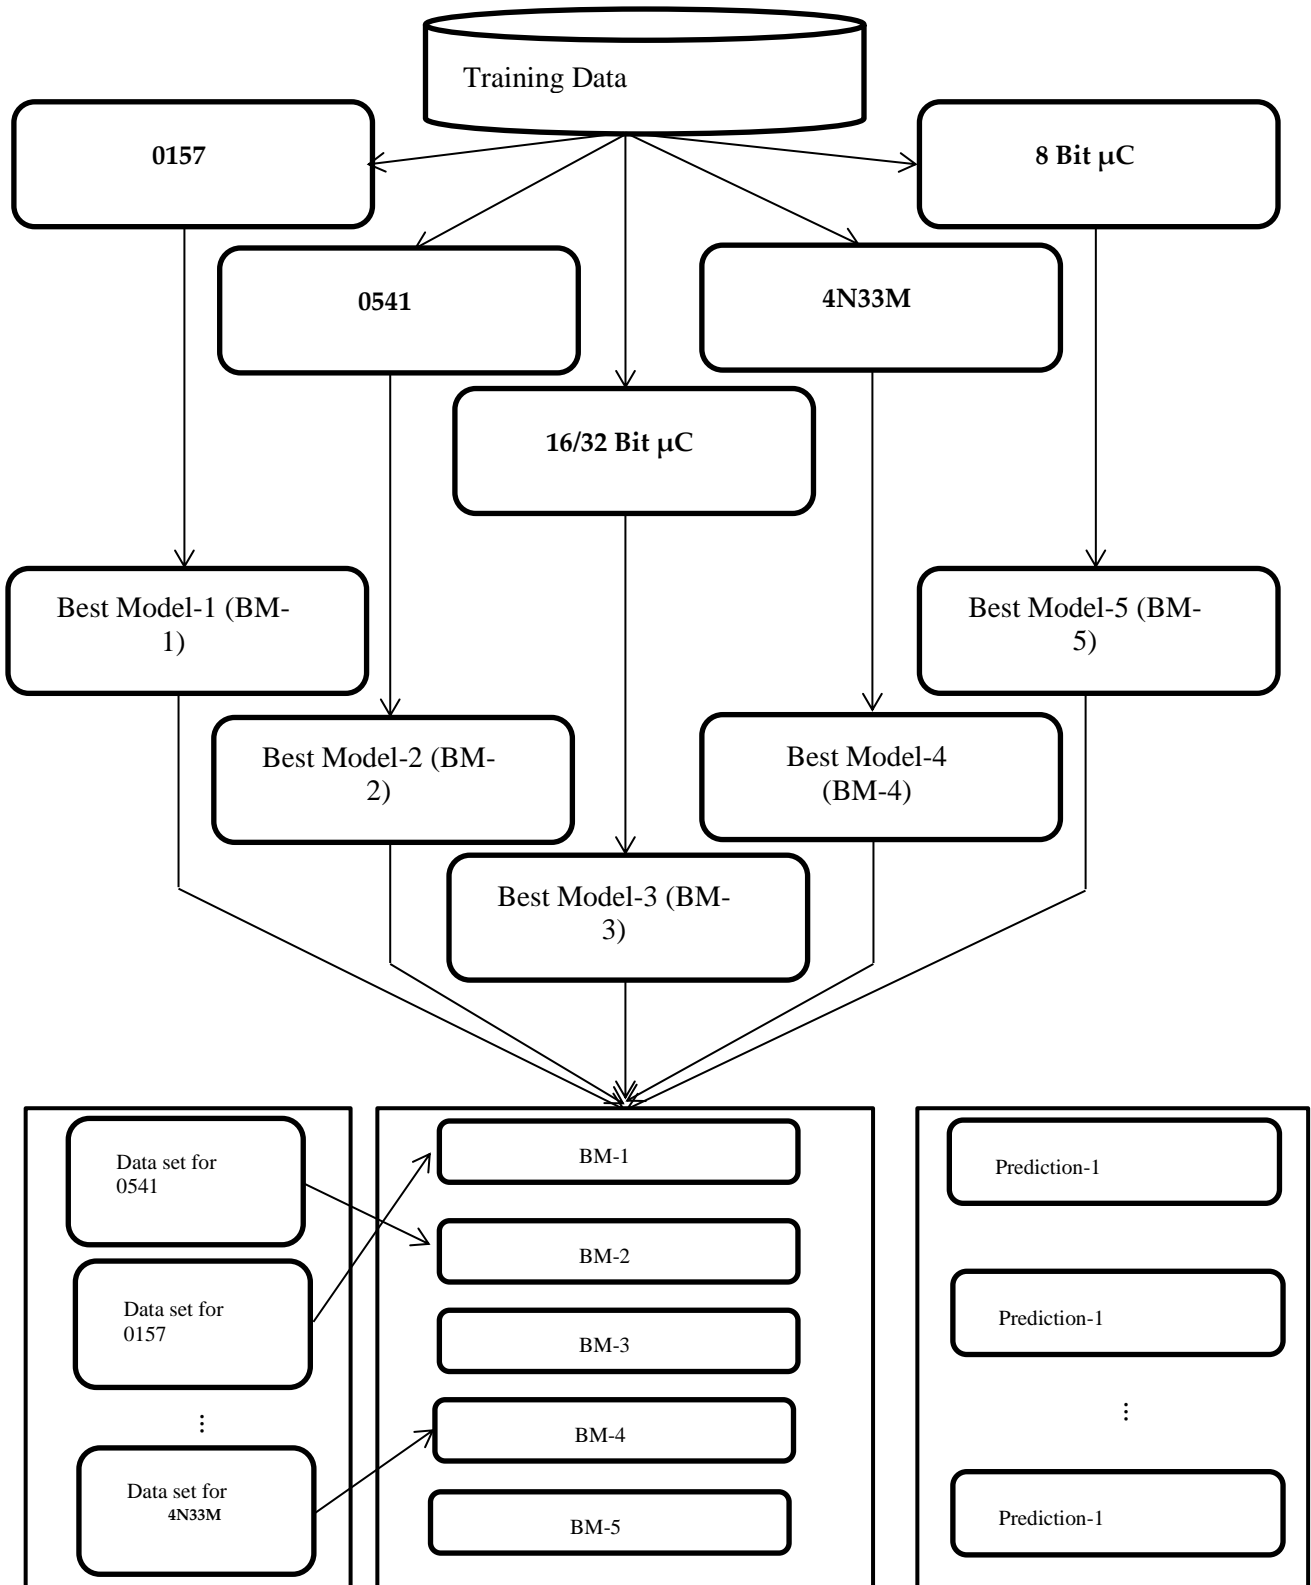 Training Data
0157
8 Bit µC
0541
4N33M
16/32 Bit µC
Best Model-1 (BM-
1)
Best Model-5 (BM-
5)
Best Model-2 (BM-
2)
Best Model-4
(BM-4)
Best Model-3 (BM-
3)
Data set for
0541
Data set for
0157
⋮
Data set for
4N33M
BM-1
BM-2
BM-3
BM-4
BM-5
Prediction-1
Prediction-1
⋮
Prediction-1